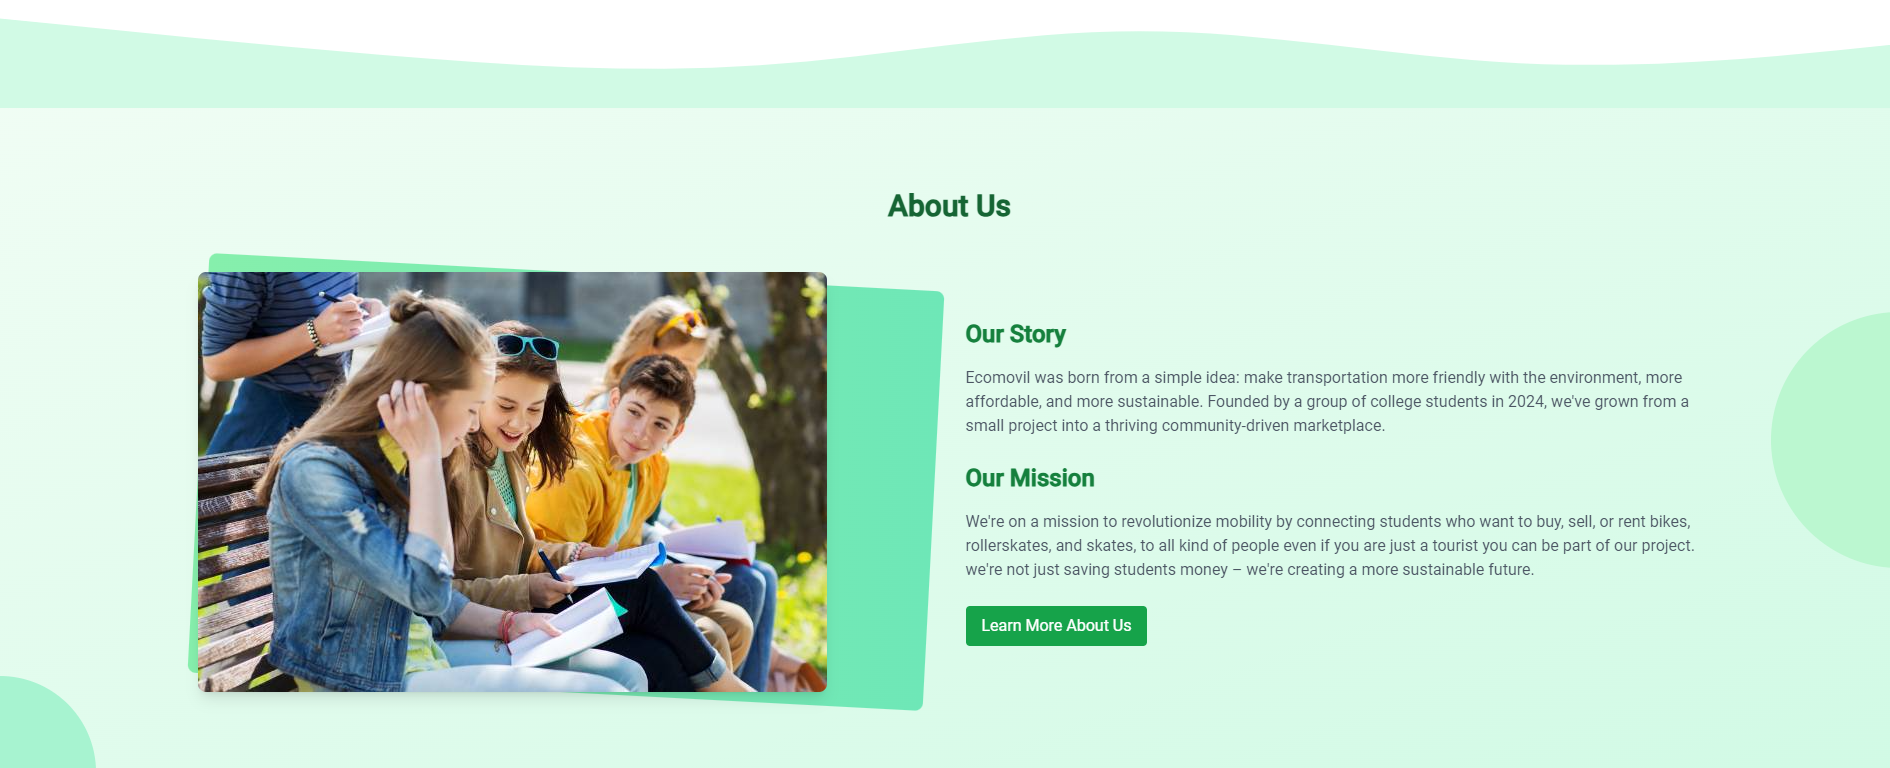 About Us
Our Story
Ecomovil was born from a simple idea: make transportation more friendly with the environment, more
affordable, and more sustainable. Founded by a group of college students in 2024, we've grown from a
small project into a thriving community-driven marketplace.
Our Mission
We're on a mission to revolutionize mobility by connecting students who want to buy, sell, or rent bikes,
rollerskates, and skates, to all kind of people even if you are just a tourist you can be part of our project.
we're not just saving students money – we're creating a more sustainable future.
Learn More About Us